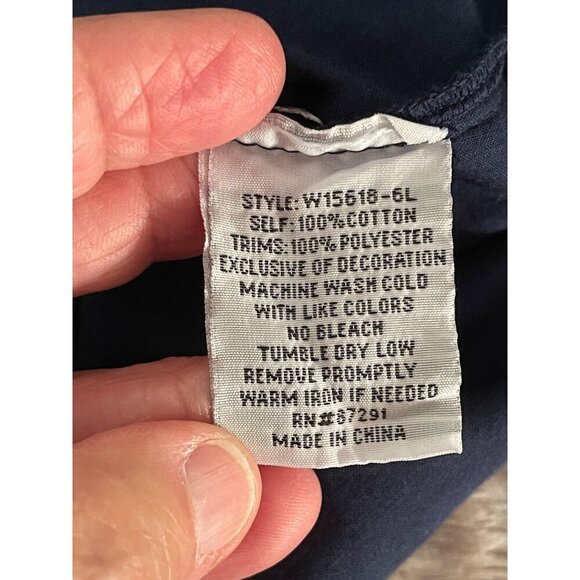 STYLE: W15618-6L
SELF: 100% COTTON
TRIMS: 100% POLYESTER
EXCLUSIVE OF DECORATION
MACHINE WASH COLD
WITH LIKE COLORS
NO BLEACH
TUMBLE DRY LOW
REMOVE PROMPTLY
WARM IRON IF NEEDED
RN#87291
MADE IN CHINA